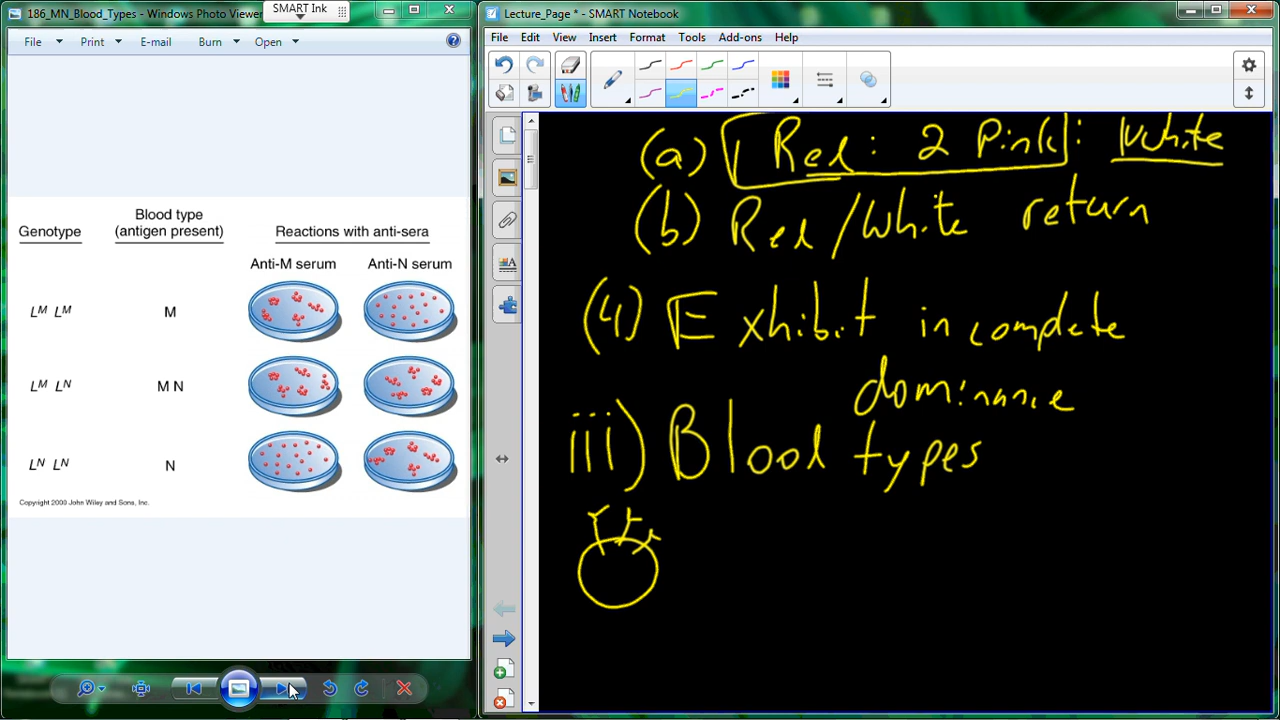 186_MN_Blood_Types - Windows Photo Viewer
SMART Ink
File Print E-mail Burn Open
Genotype
Blood type
(antigen present)
Reactions with anti-sera
Anti-M serum Anti-N serum
Lᴹ Lᴹ M
Lᴹ Lᴺ M N
Lᴺ Lᴺ N
Copyright 2000 John Wiley and Sons, Inc.
Lecture_Page * - SMART Notebook
File Edit View Insert Format Tools Add-ons Help
(a) Red : 2 Pink : White
(b) Red/White return
(4) Exhibit incomplete
dominance
iii) Blood types